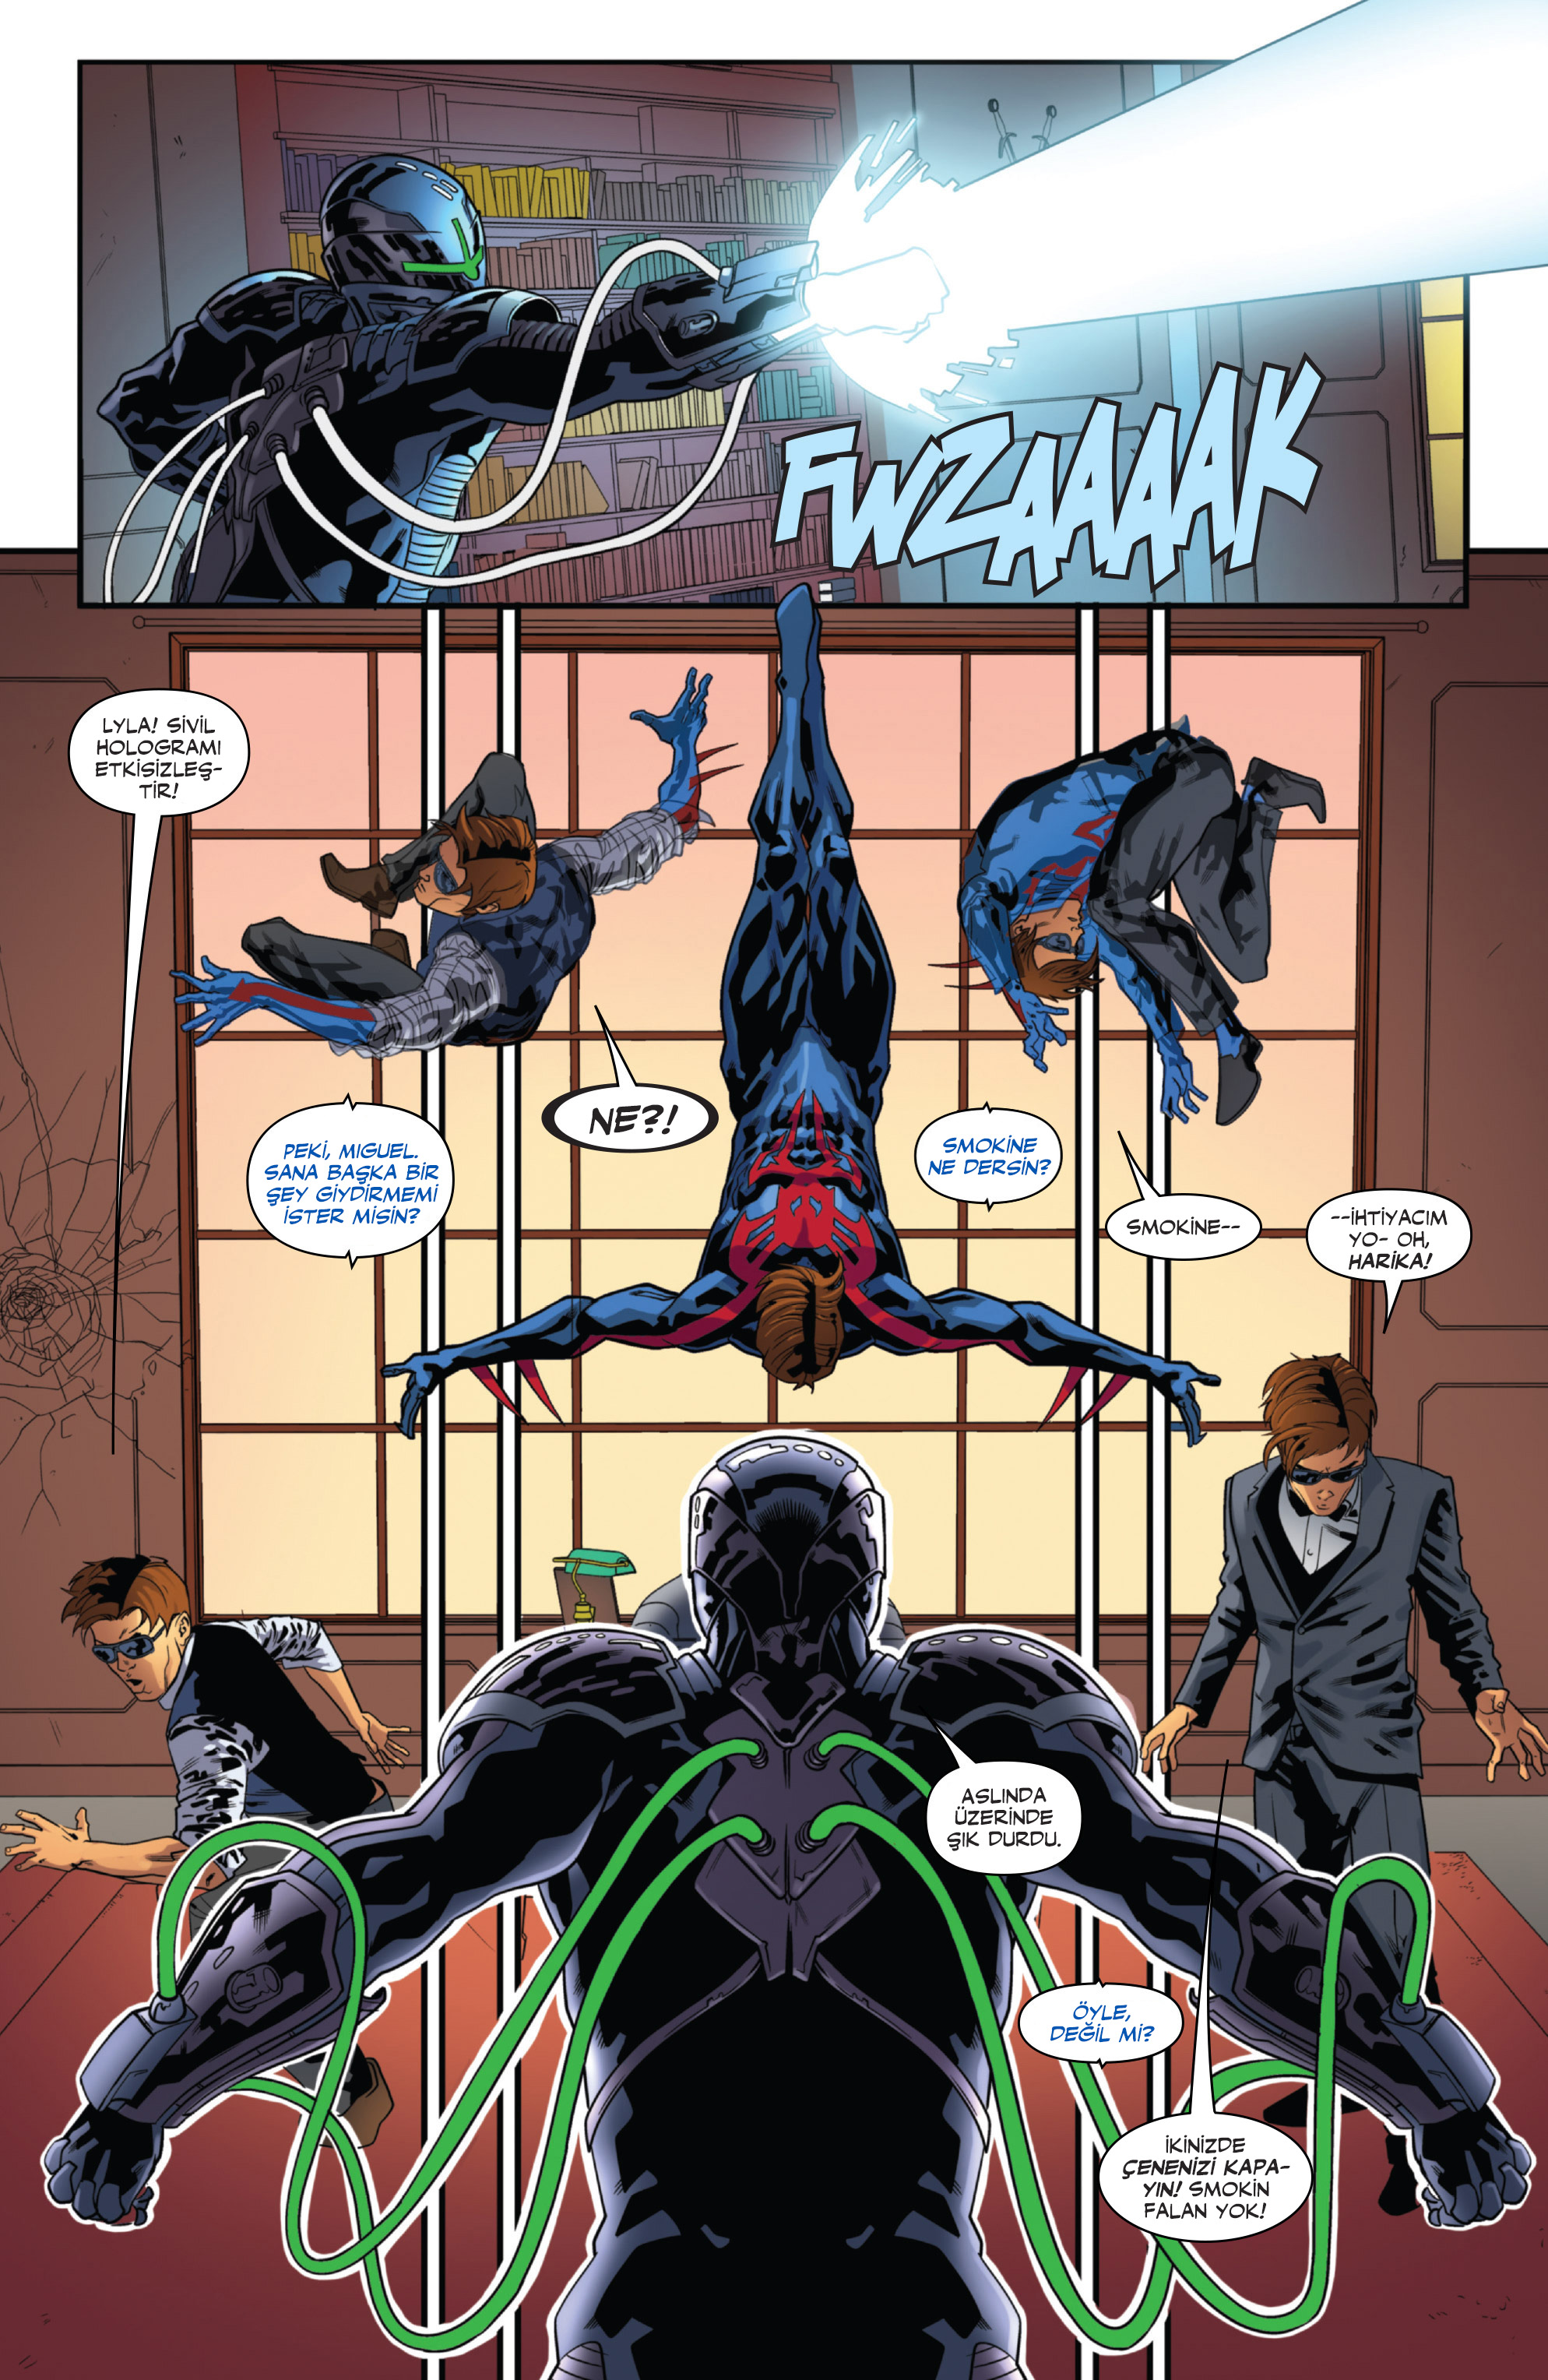 FWZAAAAK
LYLA! SİVİL
HOLOGRAMI
ETKİSİZLEŞ-
TİR!
PEKİ, MIGUEL.
SANA BAŞKA BİR
ŞEY GİYDİRMEMİ
İSTER MİSİN?
NE?!
SMOKİNE
NE DERSİN?
SMOKİNE--
--İHTİYACIM
YO- OH,
HARİKA!
ASLINDA
ÜZERİNDE
ŞIK DURDU.
ÖYLE,
DEĞİL Mİ?
İKİNİZDE
ÇENENİZİ KAPA-
YIN! SMOKİN
FALAN YOK!